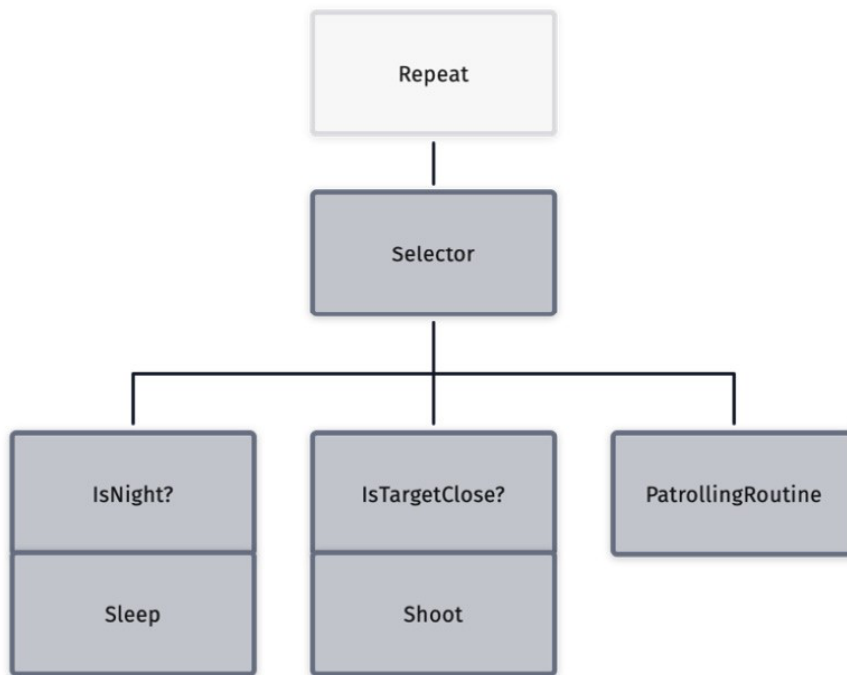 Repeat
Selector
IsNight?
IsTargetClose?
PatrollingRoutine
Sleep
Shoot